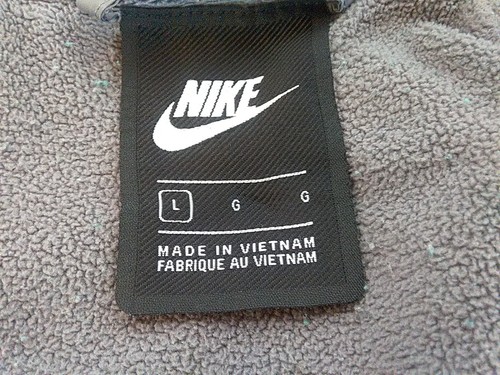 NIKE
L G G
MADE IN VIETNAM
FABRIQUE AU VIETNAM